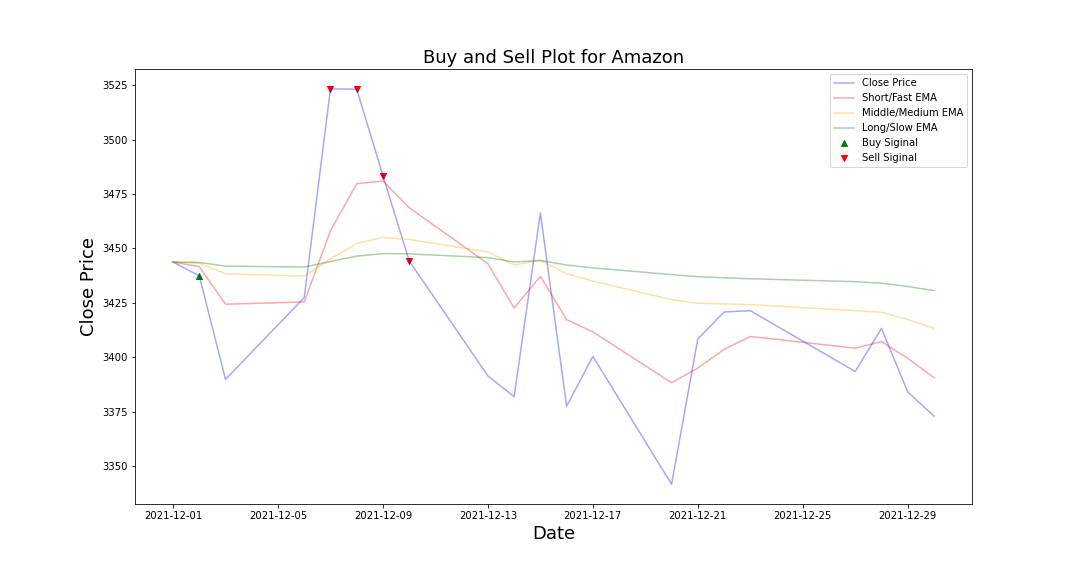 Buy and Sell Plot for Amazon
Close Price
Short/Fast EMA
Middle/Medium EMA
Long/Slow EMA
Buy Siginal
Sell Siginal
3525
3500
3475
3450
3425
3400
3375
3350
Close Price
2021-12-01 2021-12-05 2021-12-09 2021-12-13 2021-12-17 2021-12-21 2021-12-25 2021-12-29
Date